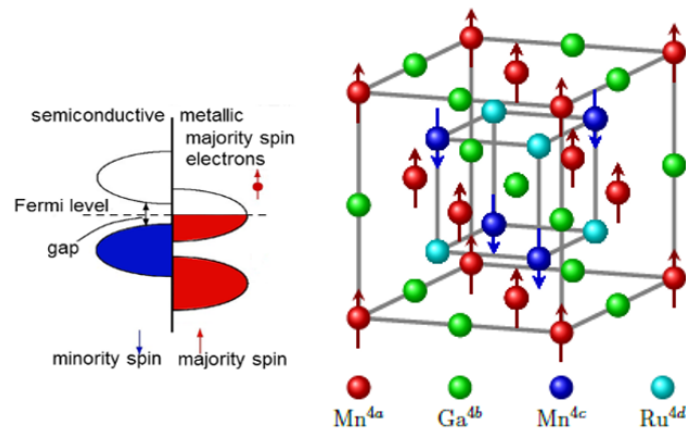 semiconductive metallic
majority spin
electrons
Fermi level
gap
minority spin majority spin
Mn4a Ga4b Mn4c Ru4d